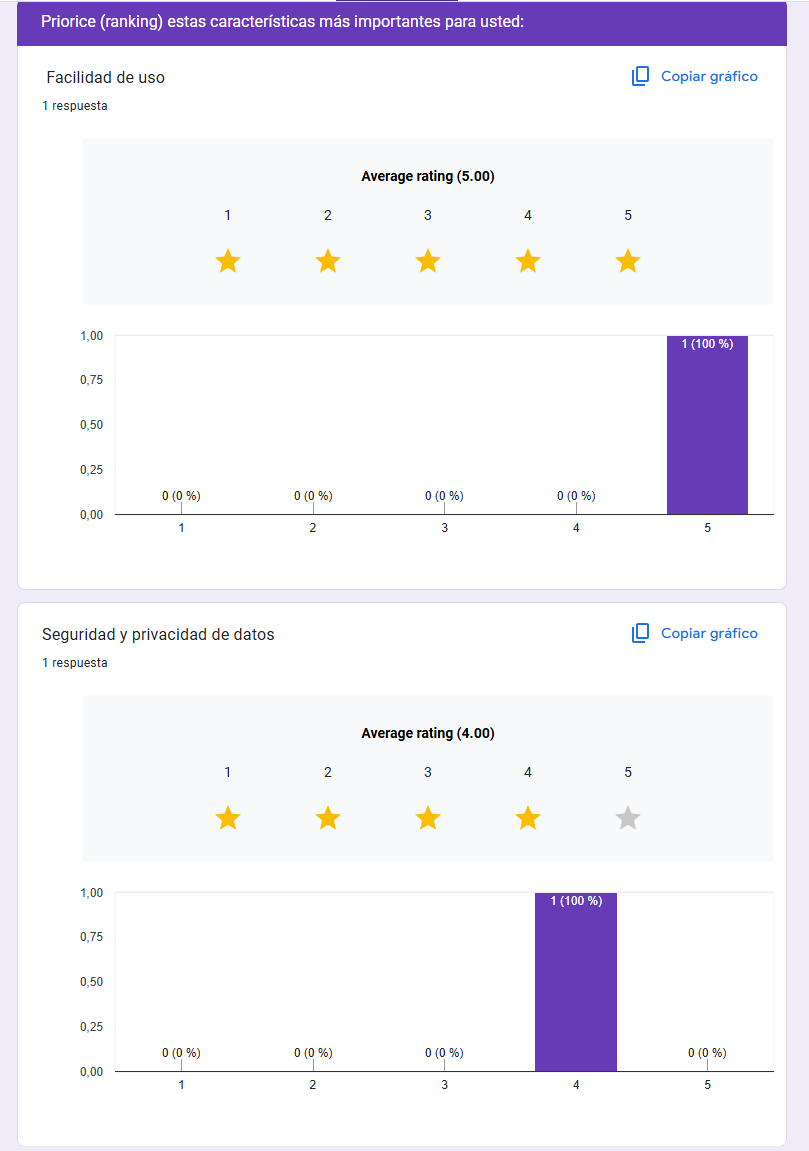 Priorice (ranking) estas características más importantes para usted:
Facilidad de uso
Copiar gráfico
1 respuesta
Average rating (5.00)
1 2 3 4 5
1,00
1 (100 %)
0,75
0,50
0,25
0 (0 %) 0 (0 %) 0 (0 %) 0 (0 %)
0,00
1 2 3 4 5
Seguridad y privacidad de datos
Copiar gráfico
1 respuesta
Average rating (4.00)
1 2 3 4 5
1,00
1 (100 %)
0,75
0,50
0,25
0 (0 %) 0 (0 %) 0 (0 %) 0 (0 %)
0,00
1 2 3 4 5